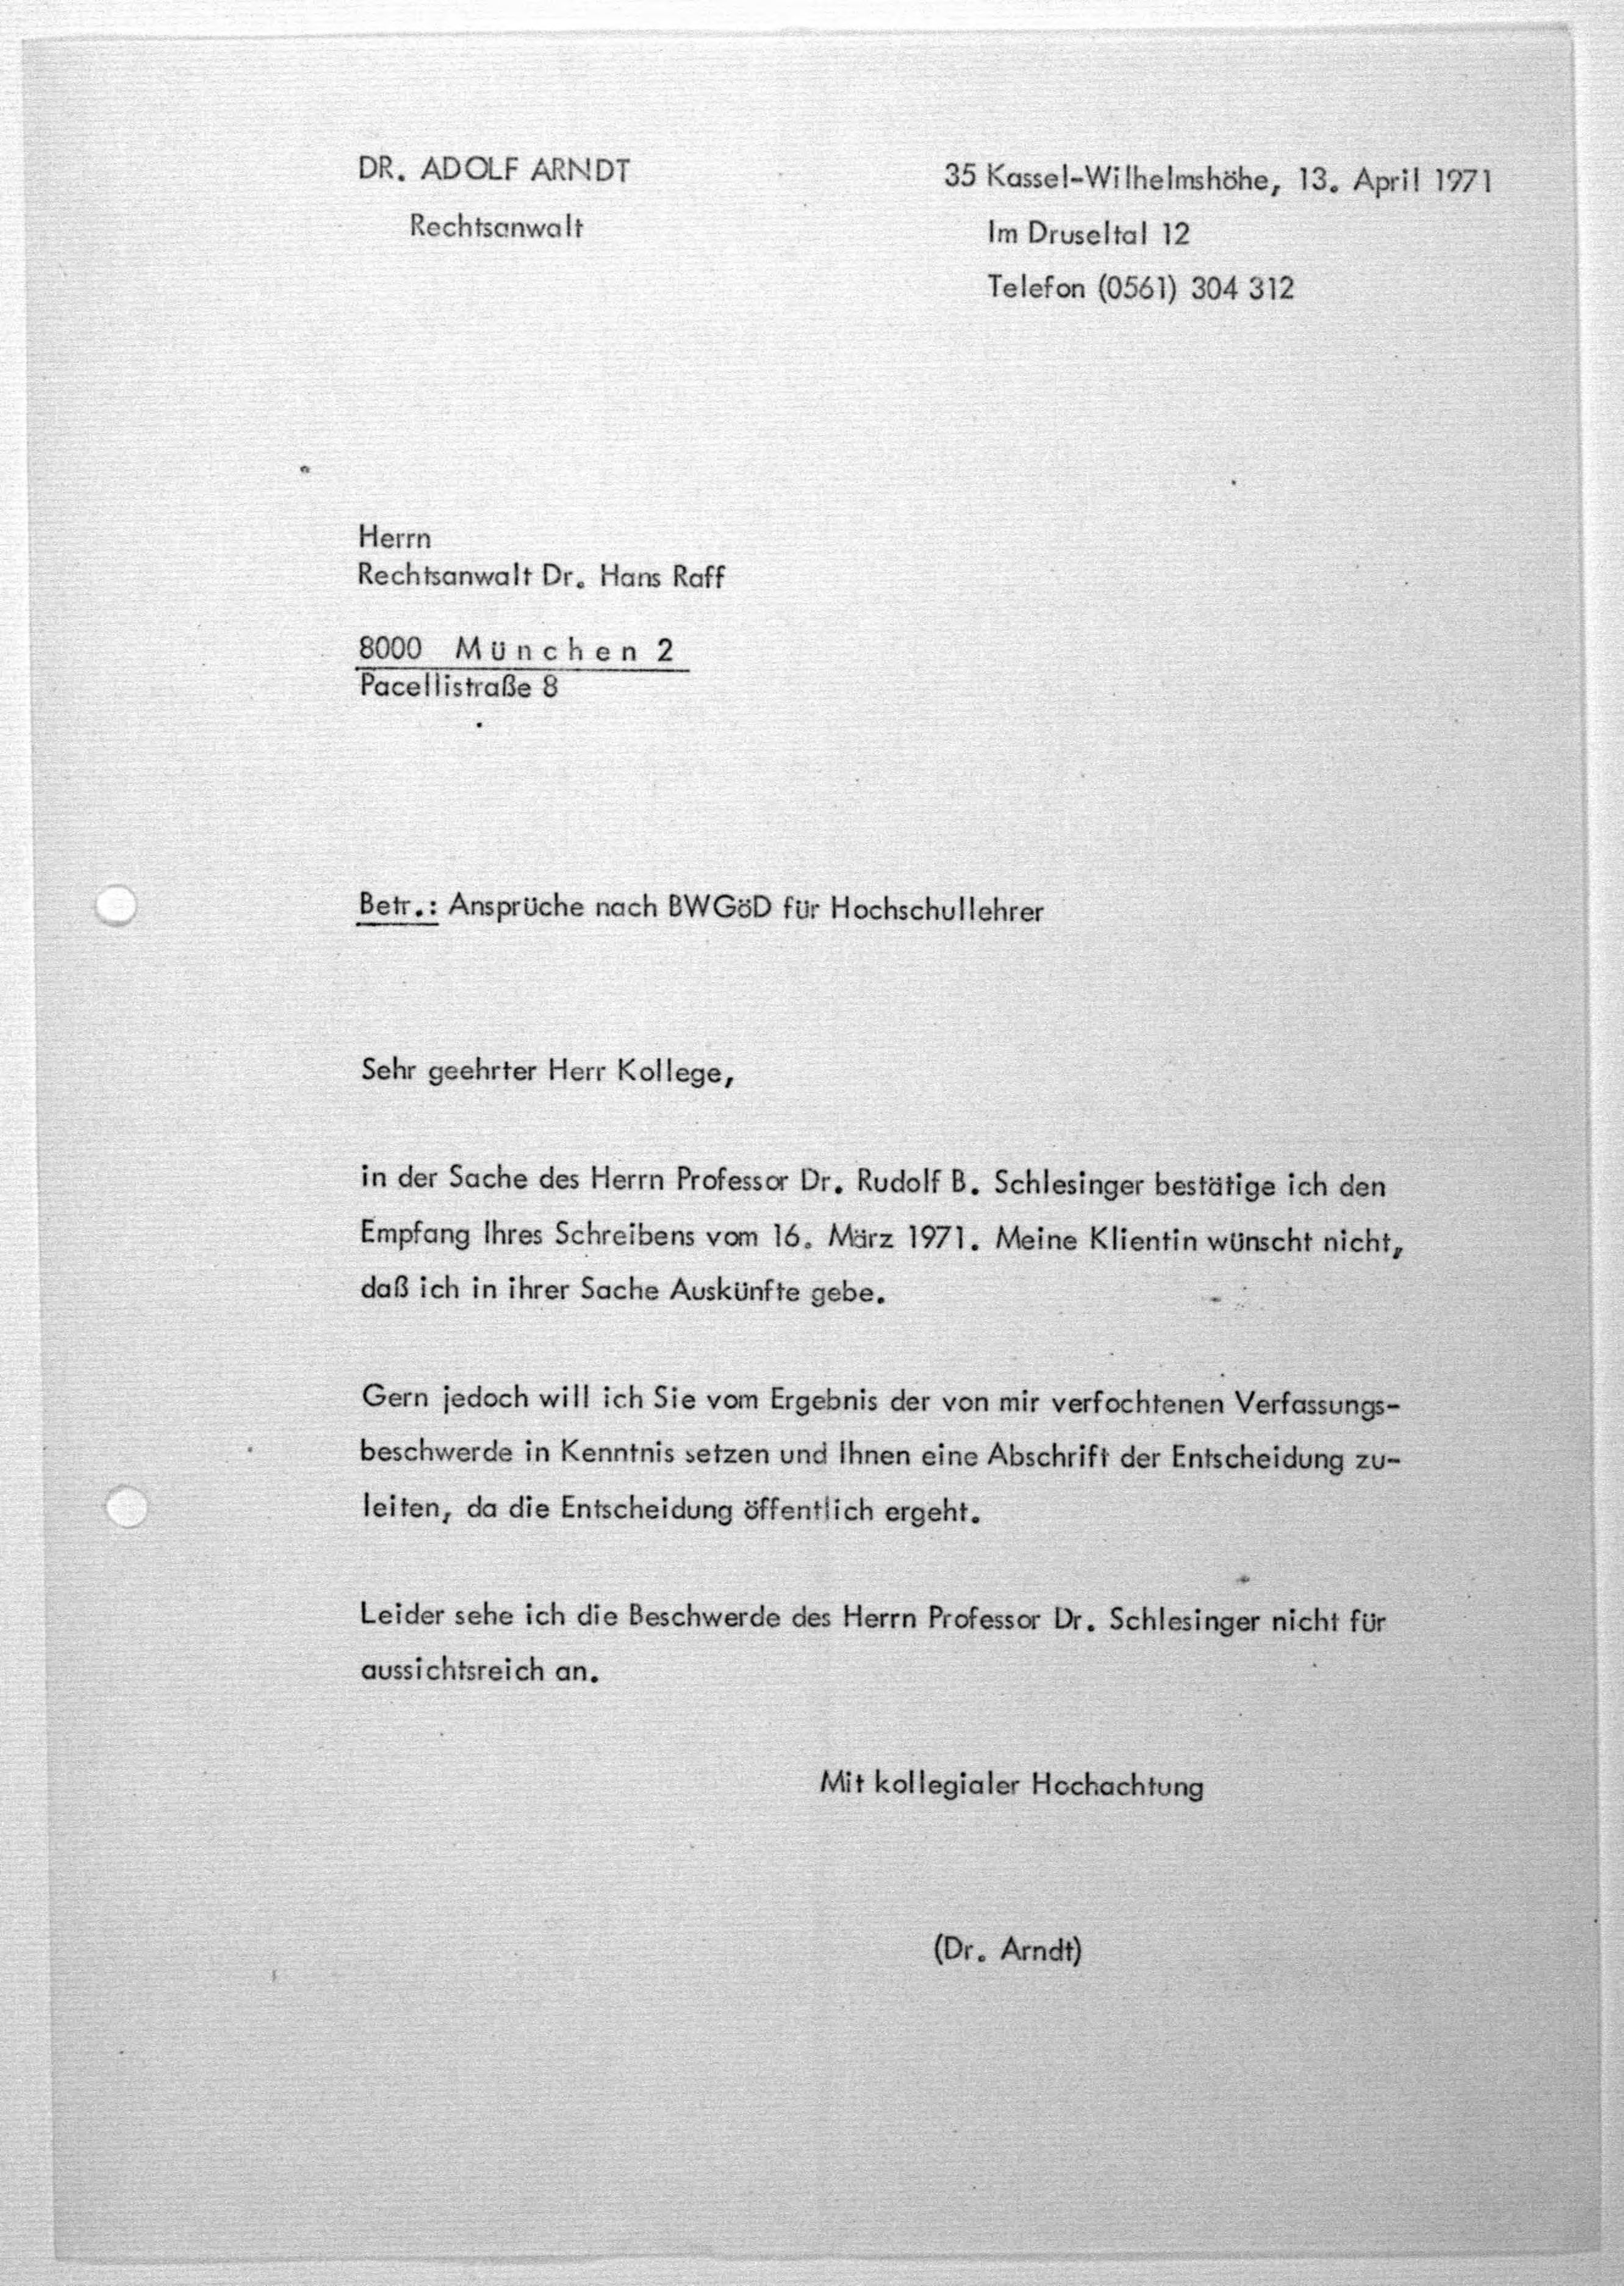 DR. ADOLF ARNDT
Rechtsanwalt
35 Kassel-Wilhelmshöhe, 13. April 1971
Im Druseltal 12
Telefon (0561) 304 312
Herrn
Rechtsanwalt Dr. Hans Raff
8000 München 2
Pacellistraße 8
Betr.: Ansprüche nach BWGöD für Hochschullehrer
Sehr geehrter Herr Kollege,
in der Sache des Herrn Professor Dr. Rudolf B. Schlesinger bestätige ich den
Empfang Ihres Schreibens vom 16. März 1971. Meine Klientin wünscht nicht,
daß ich in ihrer Sache Auskünfte gebe.
Gern jedoch will ich Sie vom Ergebnis der von mir verfochtenen Verfassungs-
beschwerde in Kenntnis setzen und Ihnen eine Abschrift der Entscheidung zu-
leiten, da die Entscheidung öffentlich ergeht.
Leider sehe ich die Beschwerde des Herrn Professor Dr. Schlesinger nicht für
aussichtsreich an.
Mit kollegialer Hochachtung
(Dr. Arndt)